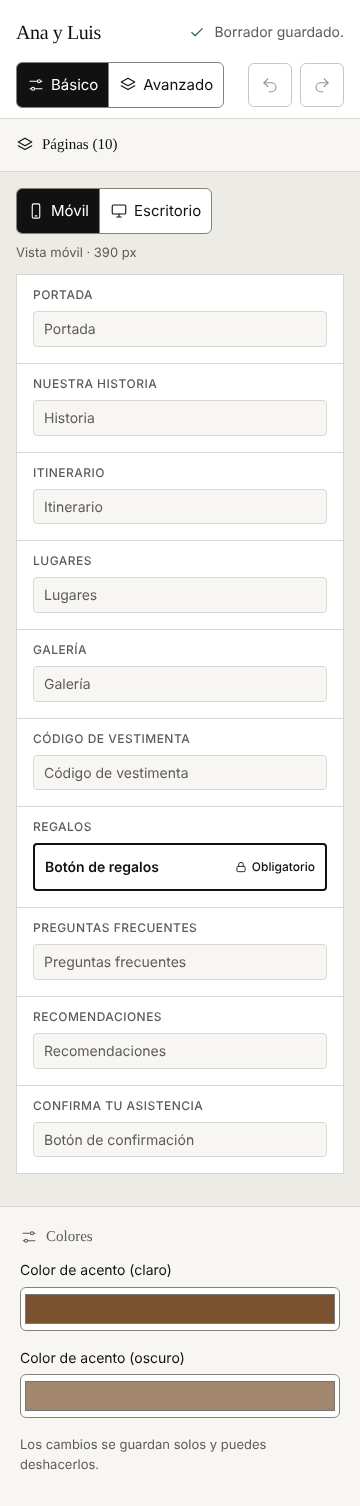 Ana y Luis
Borrador guardado.
Básico
Avanzado
Páginas (10)
Móvil
Escritorio
Vista móvil · 390 px
PORTADA
Portada
NUESTRA HISTORIA
Historia
ITINERARIO
Itinerario
LUGARES
Lugares
GALERÍA
Galería
CÓDIGO DE VESTIMENTA
Código de vestimenta
REGALOS
Botón de regalos
Obligatorio
PREGUNTAS FRECUENTES
Preguntas frecuentes
RECOMENDACIONES
Recomendaciones
CONFIRMA TU ASISTENCIA
Botón de confirmación
Colores
Color de acento (claro)
Color de acento (oscuro)
Los cambios se guardan solos y puedes
deshacerlos.